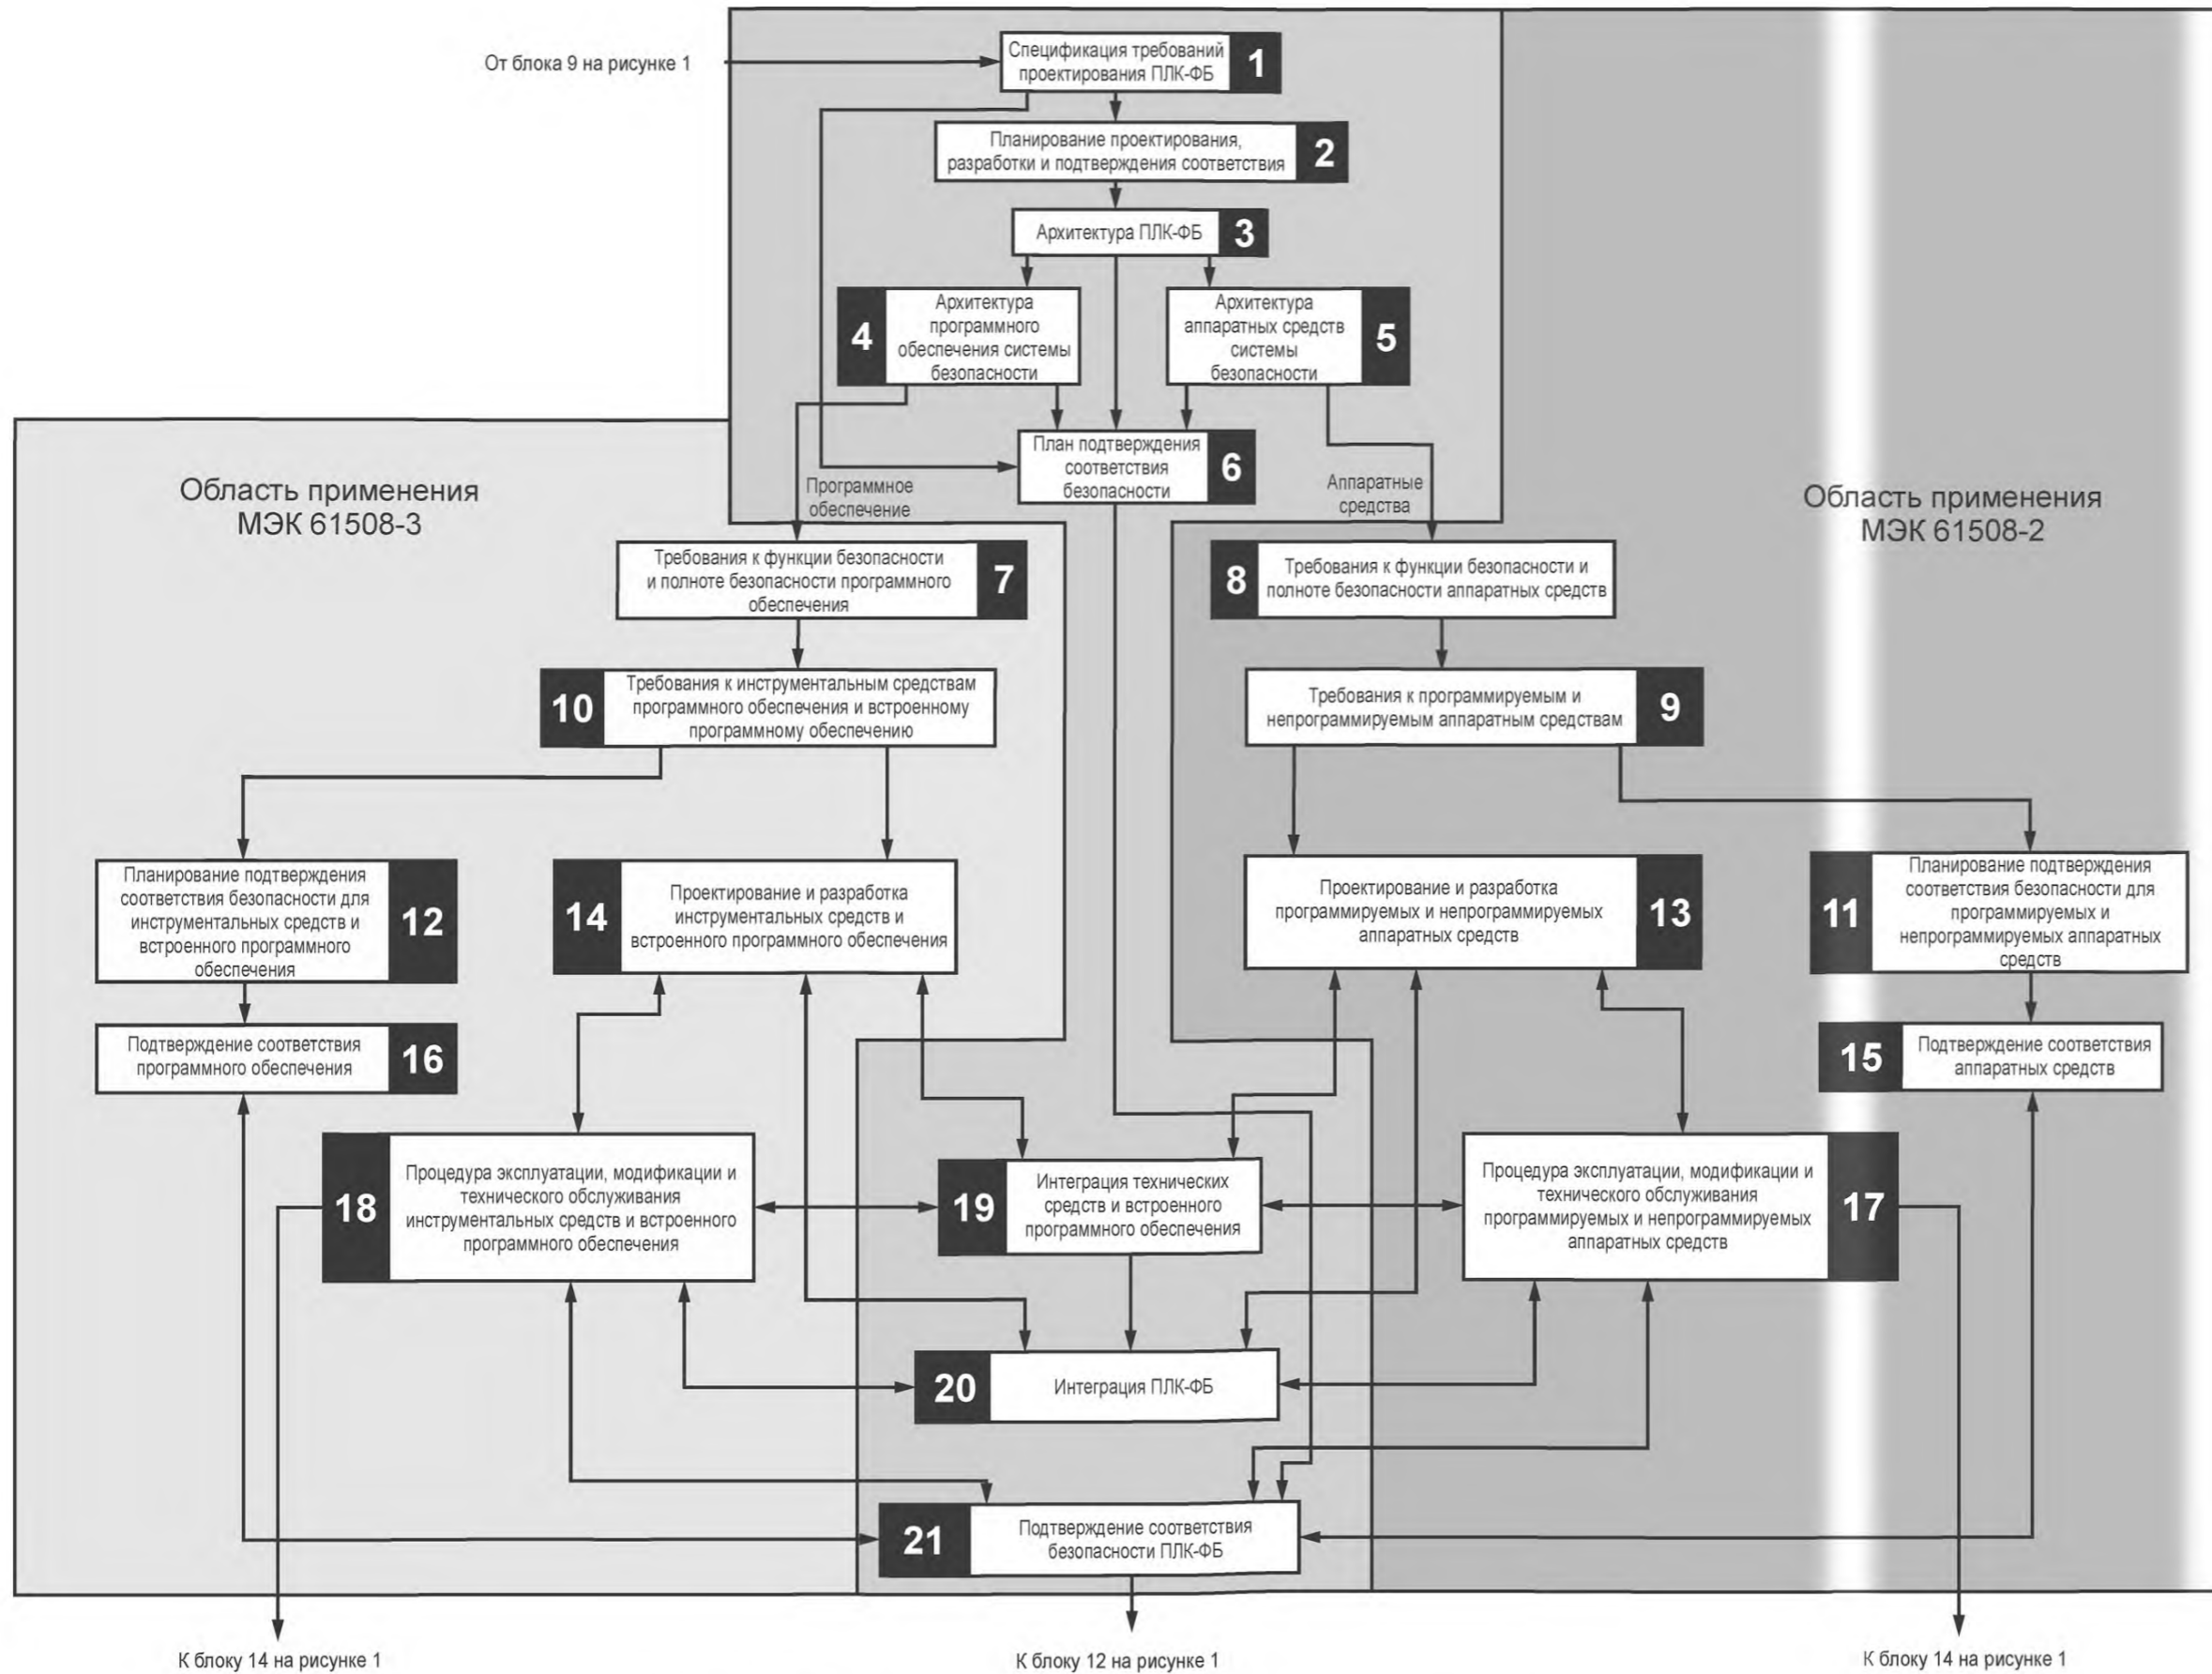 От блока 9 на рисунке 1
Спецификация требований
проектирования ПЛК-ФБ
1
Планирование проектирования,
разработки и подтверждения соответствия
2
Архитектура ПЛК-ФБ
3
4
Архитектура
программного
обеспечения системы
безопасности
Архитектура
аппаратных средств
системы
безопасности
5
План подтверждения
соответствия
безопасности
6
Программное
обеспечение
Аппаратные
средства
Область применения
МЭК 61508-3
Область применения
МЭК 61508-2
Требования к функции безопасности
и полноте безопасности программного
обеспечения
7
8
Требования к функции безопасности и
полноте безопасности аппаратных средств
10
Требования к инструментальным средствам
программного обеспечения и встроенному
программному обеспечению
Требования к программируемым и
непрограммируемым аппаратным средствам
9
Планирование подтверждения
соответствия безопасности для
инструментальных средств и
встроенного программного
обеспечения
12
14
Проектирование и разработка
инструментальных средств и
встроенного программного обеспечения
Проектирование и разработка
программируемых и непрограммируемых
аппаратных средств
13
11
Планирование подтверждения
соответствия безопасности для
программируемых и
непрограммируемых аппаратных
средств
Подтверждение соответствия
программного обеспечения
16
15
Подтверждение соответствия
аппаратных средств
18
Процедура эксплуатации, модификации и
технического обслуживания
инструментальных средств и встроенного
программного обеспечения
19
Интеграция технических
средств и встроенного
программного обеспечения
Процедура эксплуатации, модификации и
технического обслуживания
программируемых и непрограммируемых
аппаратных средств
17
20
Интеграция ПЛК-ФБ
21
Подтверждение соответствия
безопасности ПЛК-ФБ
К блоку 14 на рисунке 1
К блоку 12 на рисунке 1
К блоку 14 на рисунке 1